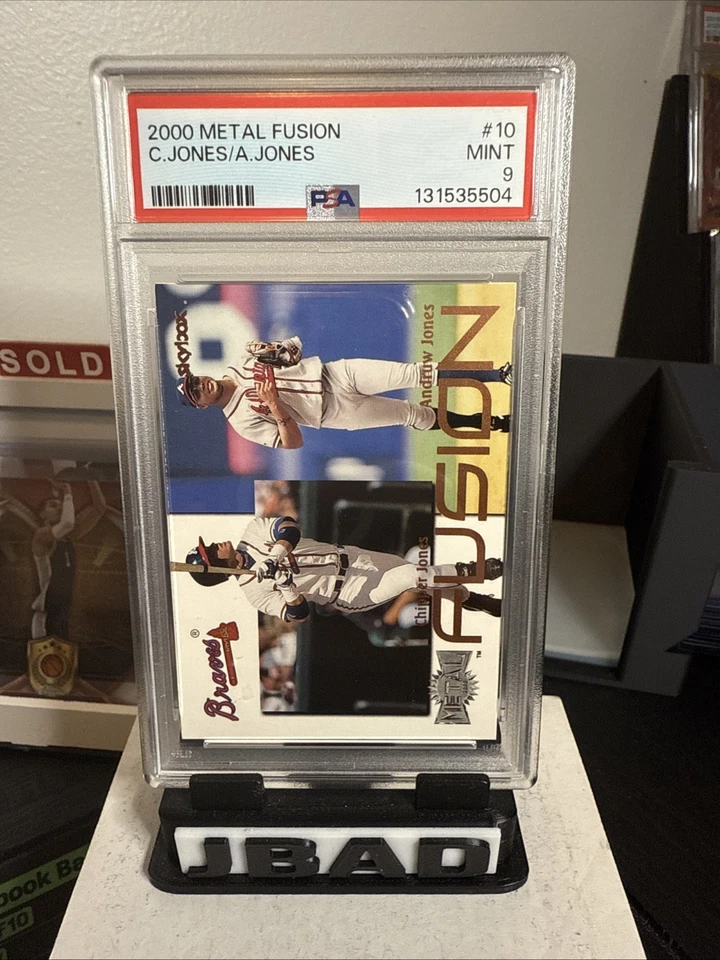 2000 METAL FUSION #10
C.JONES/A.JONES MINT
9
PSA 131535504
skybox
Andruw Jones
FUSION
Chipper Jones
Braves ®
METAL ™
SOLD
JBAD